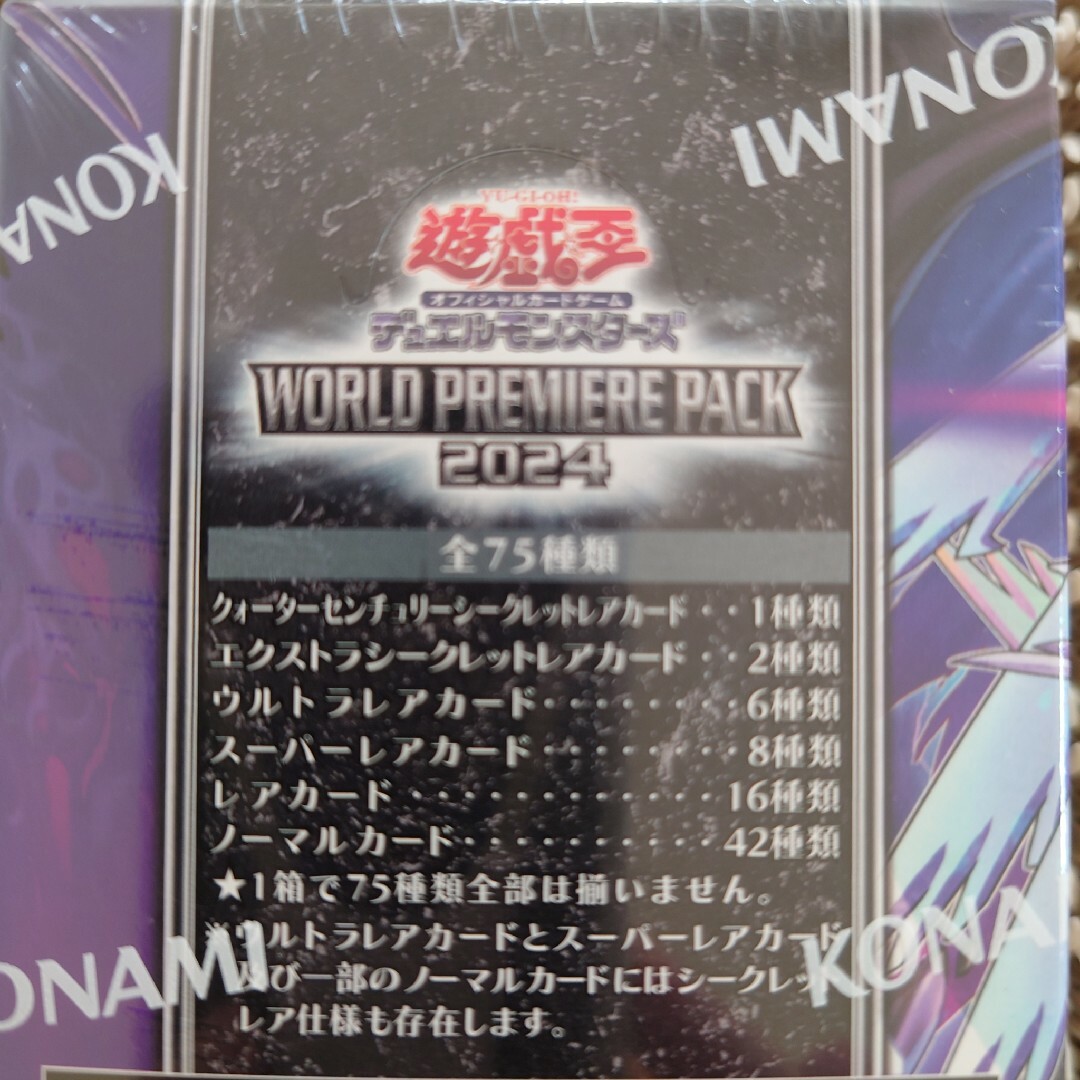 KONAMI
KONAMI
KONA
YU-GI-OH!
遊戯王
オフィシャルカードゲーム
デュエルモンスターズ
WORLD PREMIERE PACK
2024
全75種類
クォーターセンチュリーシークレットレアカード・・1種類
エクストラシークレットレアカード・・2種類
ウルトラレアカード・・・・・・・・6種類
スーパーレアカード・・・・・・・・8種類
レアカード・・・・・・・・・・・・16種類
ノーマルカード・・・・・・・・・・42種類
★1箱で75種類全部は揃いません。
※ウルトラレアカードとスーパーレアカード
及び一部のノーマルカードにはシークレット
レア仕様も存在します。
ONAMI
KONA